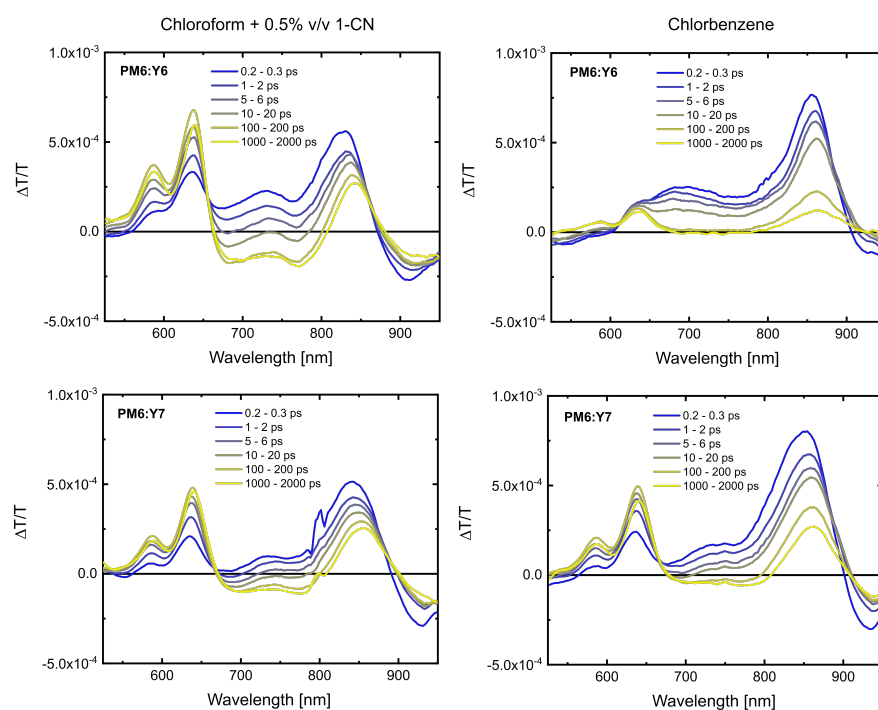 Chloroform + 0.5% v/v 1-CN
Chlorbenzene
1.0x10⁻³
5.0x10⁻⁴
0.0
-5.0x10⁻⁴
ΔT/T
PM6:Y6
0.2 - 0.3 ps
1 - 2 ps
5 - 6 ps
10 - 20 ps
100 - 200 ps
1000 - 2000 ps
600 700 800 900
Wavelength [nm]
1.0x10⁻³
5.0x10⁻⁴
0.0
-5.0x10⁻⁴
ΔT/T
PM6:Y6
0.2 - 0.3 ps
1 - 2 ps
5 - 6 ps
10 - 20 ps
100 - 200 ps
1000 - 2000 ps
600 700 800 900
Wavelength [nm]
1.0x10⁻³
5.0x10⁻⁴
0.0
-5.0x10⁻⁴
ΔT/T
PM6:Y7
0.2 - 0.3 ps
1 - 2 ps
5 - 6 ps
10 - 20 ps
100 - 200 ps
1000 - 2000 ps
600 700 800 900
Wavelength [nm]
1.0x10⁻³
5.0x10⁻⁴
0.0
-5.0x10⁻⁴
ΔT/T
PM6:Y7
0.2 - 0.3 ps
1 - 2 ps
5 - 6 ps
10 - 20 ps
100 - 200 ps
1000 - 2000 ps
600 700 800 900
Wavelength [nm]